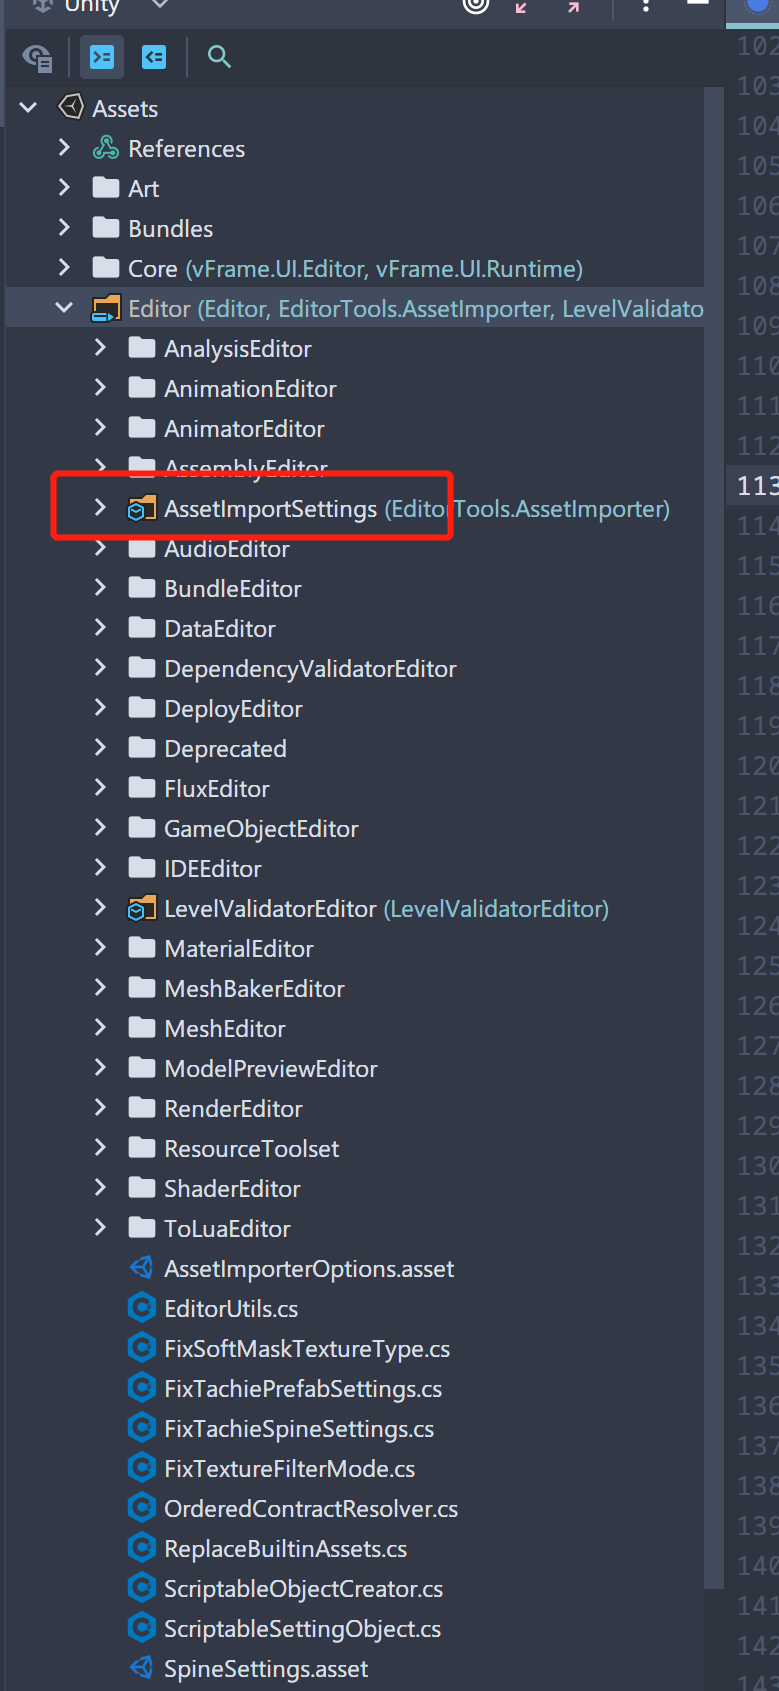 Unity
Assets
References
Art
Bundles
Core (vFrame.UI.Editor, vFrame.UI.Runtime)
Editor (Editor, EditorTools.AssetImporter, LevelValidato
AnalysisEditor
AnimationEditor
AnimatorEditor
AssemblyEditor
AssetImportSettings (EditorTools.AssetImporter)
AudioEditor
BundleEditor
DataEditor
DependencyValidatorEditor
DeployEditor
Deprecated
FluxEditor
GameObjectEditor
IDEEditor
LevelValidatorEditor (LevelValidatorEditor)
MaterialEditor
MeshBakerEditor
MeshEditor
ModelPreviewEditor
RenderEditor
ResourceToolset
ShaderEditor
ToLuaEditor
AssetImporterOptions.asset
EditorUtils.cs
FixSoftMaskTextureType.cs
FixTachiePrefabSettings.cs
FixTachieSpineSettings.cs
FixTextureFilterMode.cs
OrderedContractResolver.cs
ReplaceBuiltinAssets.cs
ScriptableObjectCreator.cs
ScriptableSettingObject.cs
SpineSettings.asset
102
103
104
105
106
107
108
109
110
111
112
113
114
115
116
117
118
119
120
121
122
123
124
125
126
127
128
129
130
131
132
133
134
135
136
137
138
139
140
141
142
143